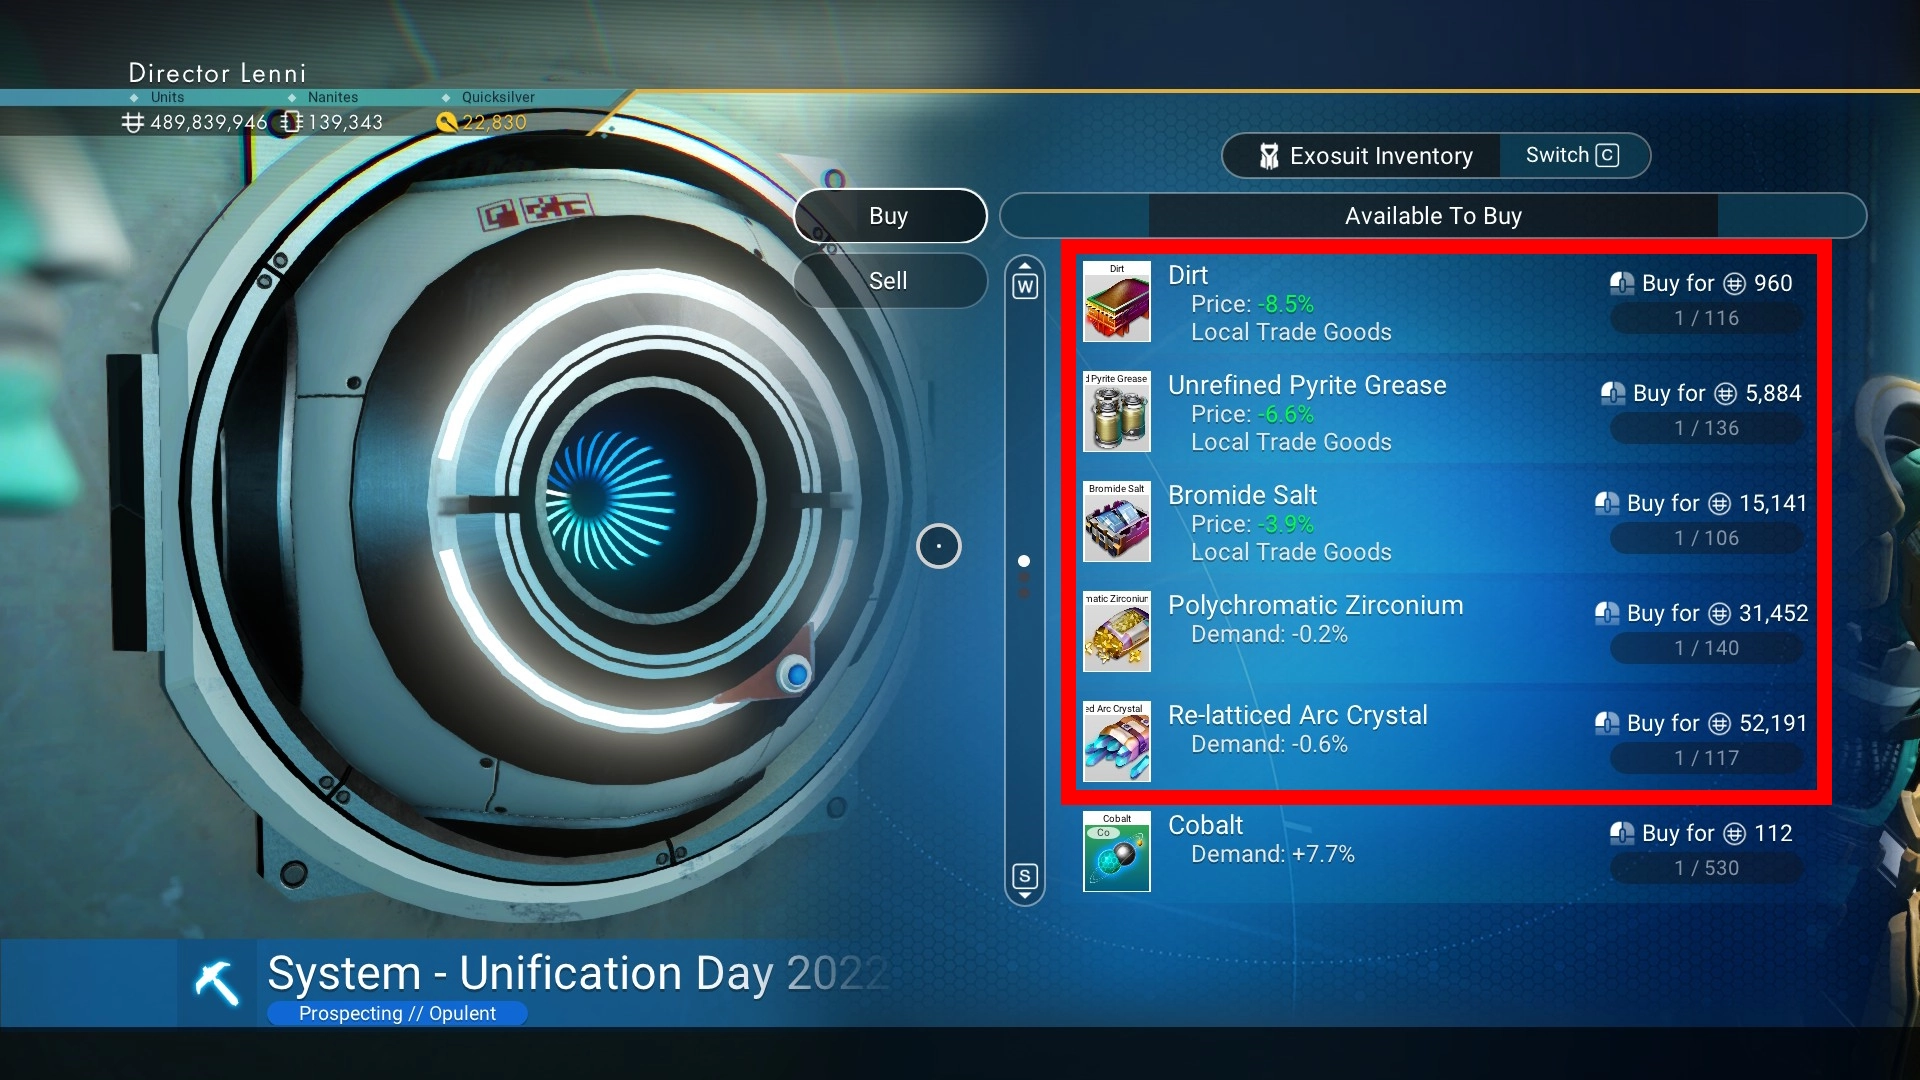 Director Lenni
Units
Nanites
Quicksilver
489,839,946
139,343
22,830
Exosuit Inventory
Switch C
Buy
Available To Buy
Sell
W
Dirt
Dirt
Price: -8.5%
Local Trade Goods
Buy for 960
1 / 116
Pyrite Grease
Unrefined Pyrite Grease
Price: -6.6%
Local Trade Goods
Buy for 5,884
1 / 136
Bromide Salt
Bromide Salt
Price: -3.9%
Local Trade Goods
Buy for 15,141
1 / 106
matic Zirconium
Polychromatic Zirconium
Demand: -0.2%
Buy for 31,452
1 / 140
ed Arc Crystal
Re-latticed Arc Crystal
Demand: -0.6%
Buy for 52,191
1 / 117
Cobalt
Co
Cobalt
Demand: +7.7%
Buy for 112
1 / 530
S
System - Unification Day 2022
Prospecting // Opulent